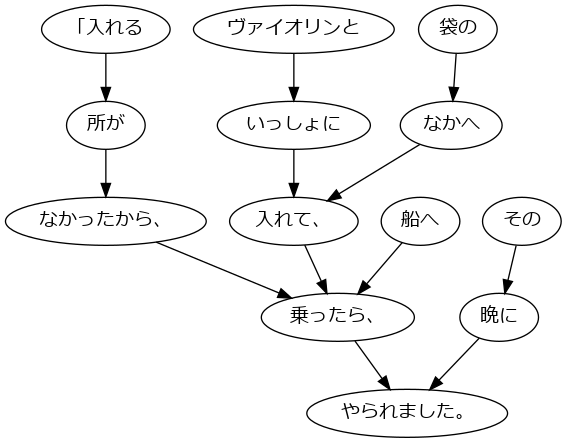 「入れる
ヴァイオリンと
袋の
所が
いっしょに
なかへ
なかったから、
入れて、
船へ
その
乗ったら、
晩に
やられました。